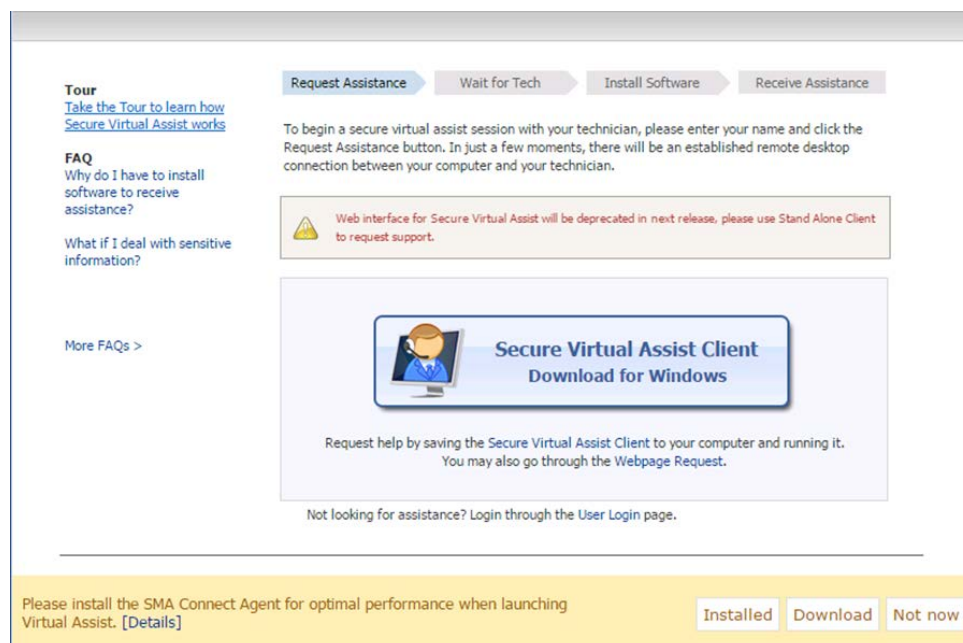 Tour
Take the Tour to learn how
Secure Virtual Assist works
FAQ
Why do I have to install
software to receive
assistance?
What if I deal with sensitive
information?
More FAQs >
Request Assistance
Wait for Tech
Install Software
Receive Assistance
To begin a secure virtual assist session with your technician, please enter your name and click the
Request Assistance button. In just a few moments, there will be an established remote desktop
connection between your computer and your technician.
Web interface for Secure Virtual Assist will be deprecated in next release, please use Stand Alone Client
to request support.
Secure Virtual Assist Client
Download for Windows
Request help by saving the Secure Virtual Assist Client to your computer and running it.
You may also go through the Webpage Request.
Not looking for assistance? Login through the User Login page.
Please install the SMA Connect Agent for optimal performance when launching
Virtual Assist. [Details]
Installed
Download
Not now